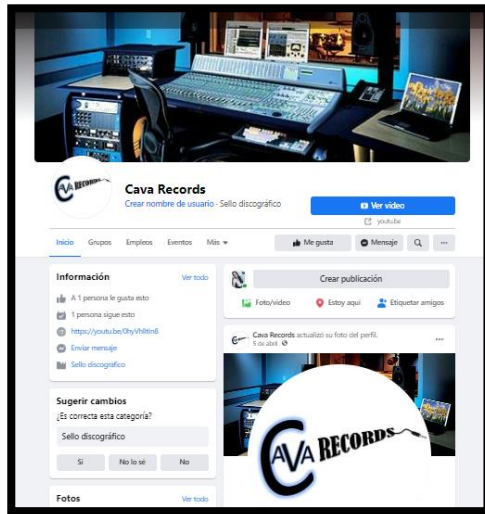 CAVA RECORDS
Cava Records
Crear nombre de usuario · Sello discográfico
Ver video
youtu.be
Inicio Grupos Empleos Eventos Más
Me gusta Mensaje
Información Ver todo
A 1 persona le gusta esto
1 persona sigue esto
Enviar mensaje
Sello discográfico
Sugerir cambios
¿Es correcta esta categoría?
Sello discográfico
Sí No lo sé No
Fotos Ver todo
Crear publicación
Foto/video Estoy aquí Etiquetar amigos
Cava Records actualizó su foto del perfil.
5 de abril
CAVA RECORDS